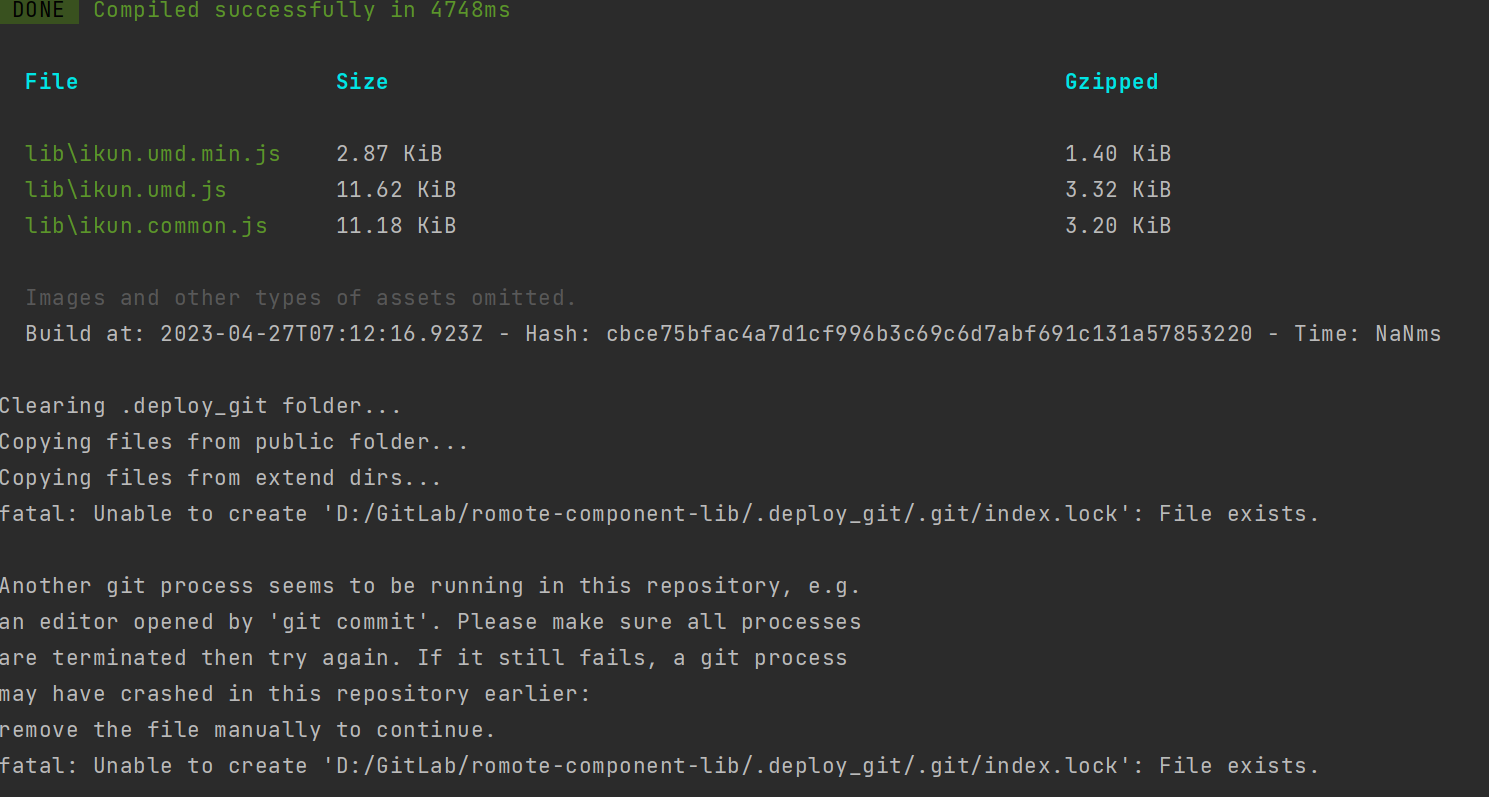 DONE Compiled successfully in 4748ms
File Size Gzipped
lib\ikun.umd.min.js 2.87 KiB 1.40 KiB
lib\ikun.umd.js 11.62 KiB 3.32 KiB
lib\ikun.common.js 11.18 KiB 3.20 KiB
Images and other types of assets omitted.
Build at: 2023-04-27T07:12:16.923Z - Hash: cbce75bfac4a7d1cf996b3c69c6d7abf691c131a57853220 - Time: NaNms
Clearing .deploy_git folder...
Copying files from public folder...
Copying files from extend dirs...
fatal: Unable to create 'D:/GitLab/romote-component-lib/.deploy_git/.git/index.lock': File exists.
Another git process seems to be running in this repository, e.g.
an editor opened by 'git commit'. Please make sure all processes
are terminated then try again. If it still fails, a git process
may have crashed in this repository earlier:
remove the file manually to continue.
fatal: Unable to create 'D:/GitLab/romote-component-lib/.deploy_git/.git/index.lock': File exists.